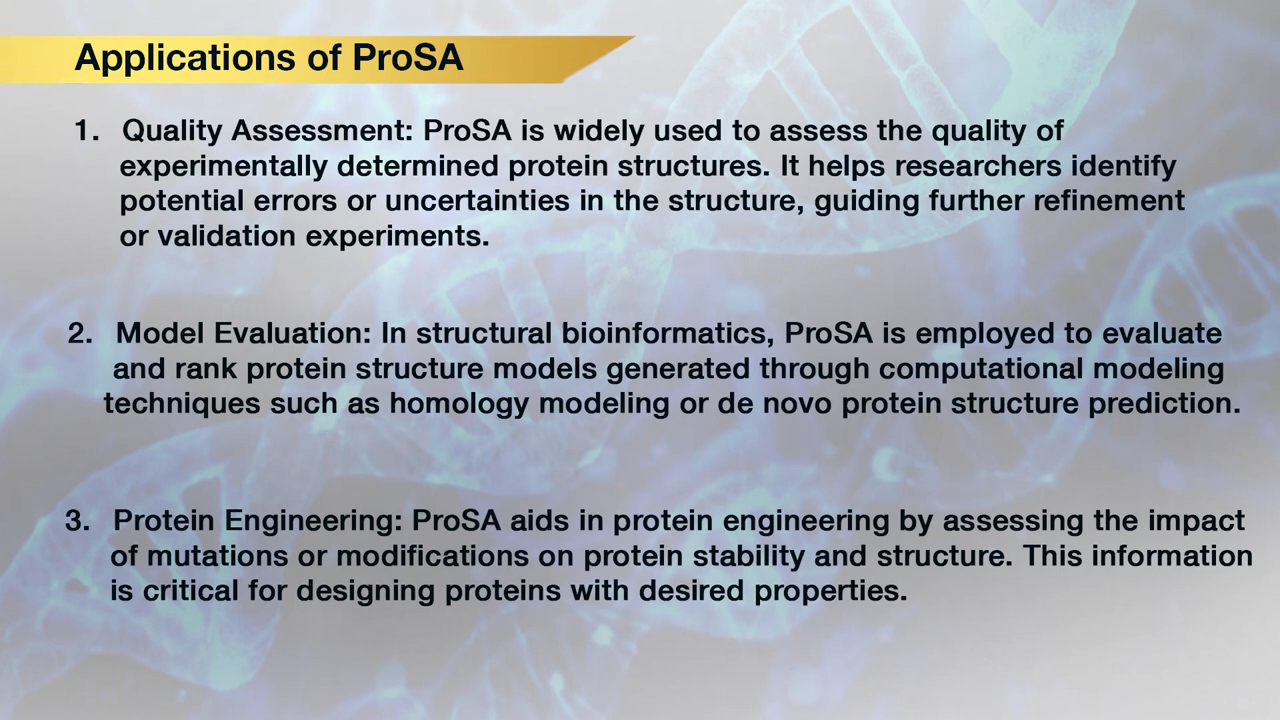 Applications of ProSA
1. Quality Assessment: ProSA is widely used to assess the quality of
experimentally determined protein structures. It helps researchers identify
potential errors or uncertainties in the structure, guiding further refinement
or validation experiments.
2. Model Evaluation: In structural bioinformatics, ProSA is employed to evaluate
and rank protein structure models generated through computational modeling
techniques such as homology modeling or de novo protein structure prediction.
3. Protein Engineering: ProSA aids in protein engineering by assessing the impact
of mutations or modifications on protein stability and structure. This information
is critical for designing proteins with desired properties.